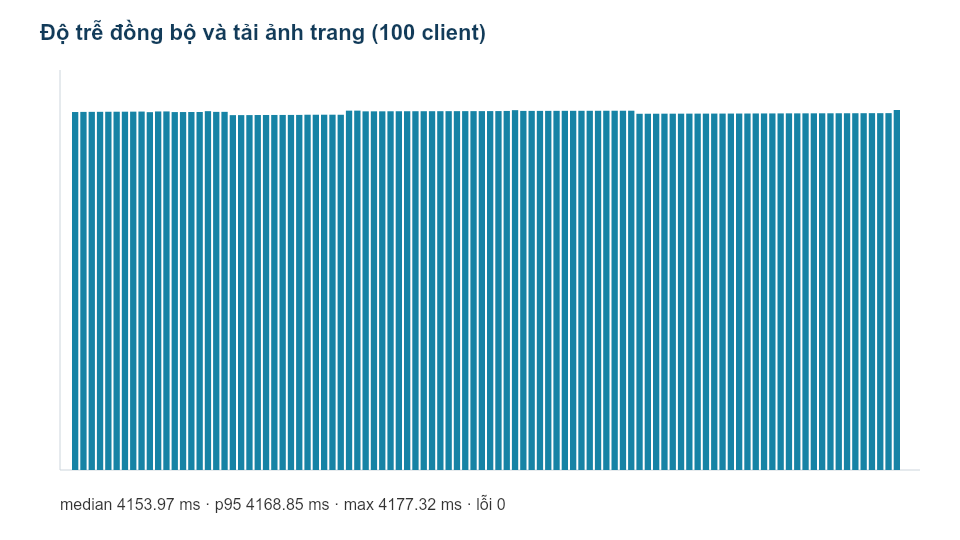 Độ trễ đồng bộ và tải ảnh trang (100 client)
median 4153.97 ms · p95 4168.85 ms · max 4177.32 ms · lỗi 0